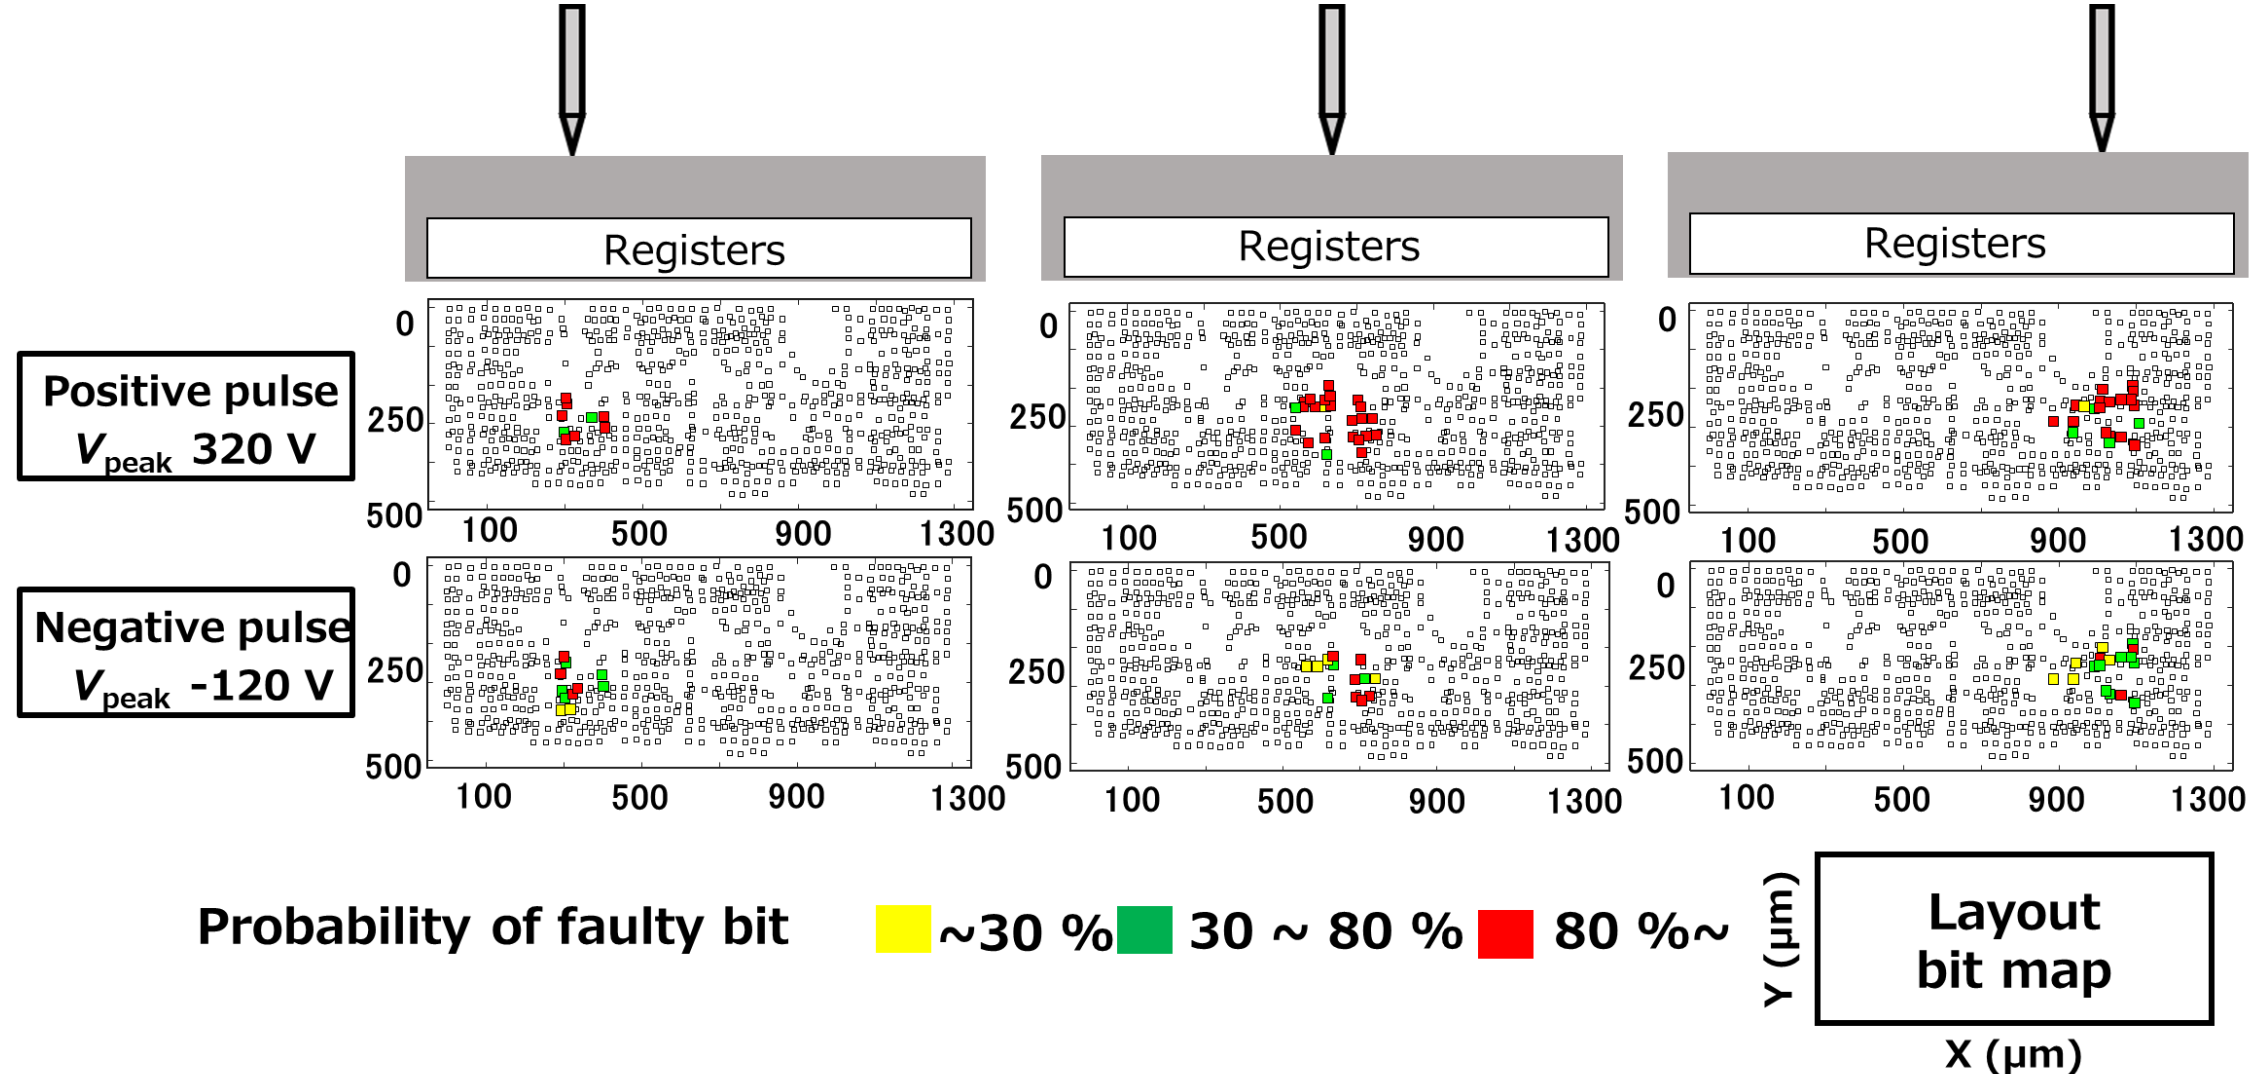 Registers
Registers
Registers
Positive pulse
Vpeak 320 V
0
250
500
100 500 900 1300
0
250
500
100 500 900 1300
0
250
500
100 500 900 1300
Negative pulse
Vpeak -120 V
0
250
500
100 500 900 1300
0
250
500
100 500 900 1300
0
250
500
100 500 900 1300
Probability of faulty bit ~30 % 30 ~ 80 % 80 %~
Y (µm)
Layout
bit map
X (µm)